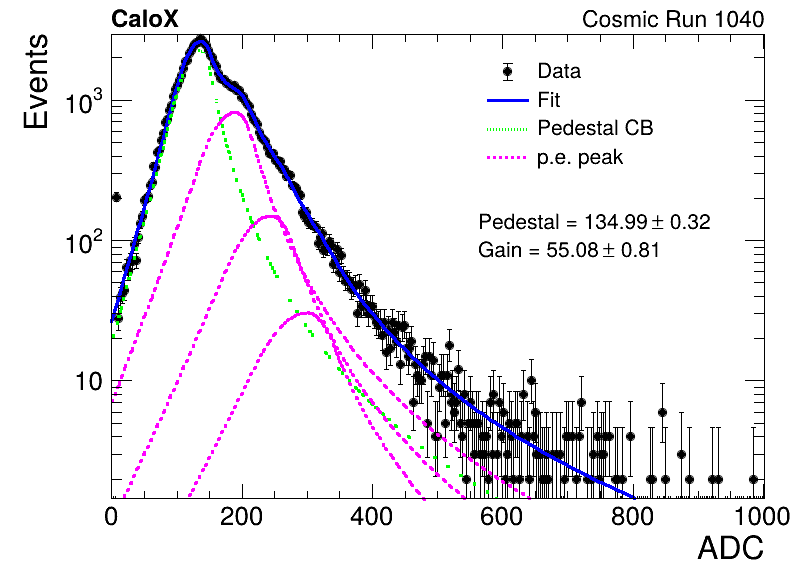 CaloX Cosmic Run 1040
Events
Data
Fit
Pedestal CB
p.e. peak
Pedestal = 134.99 ± 0.32
Gain = 55.08 ± 0.81
10³
10²
10
0 200 400 600 800 1000
ADC